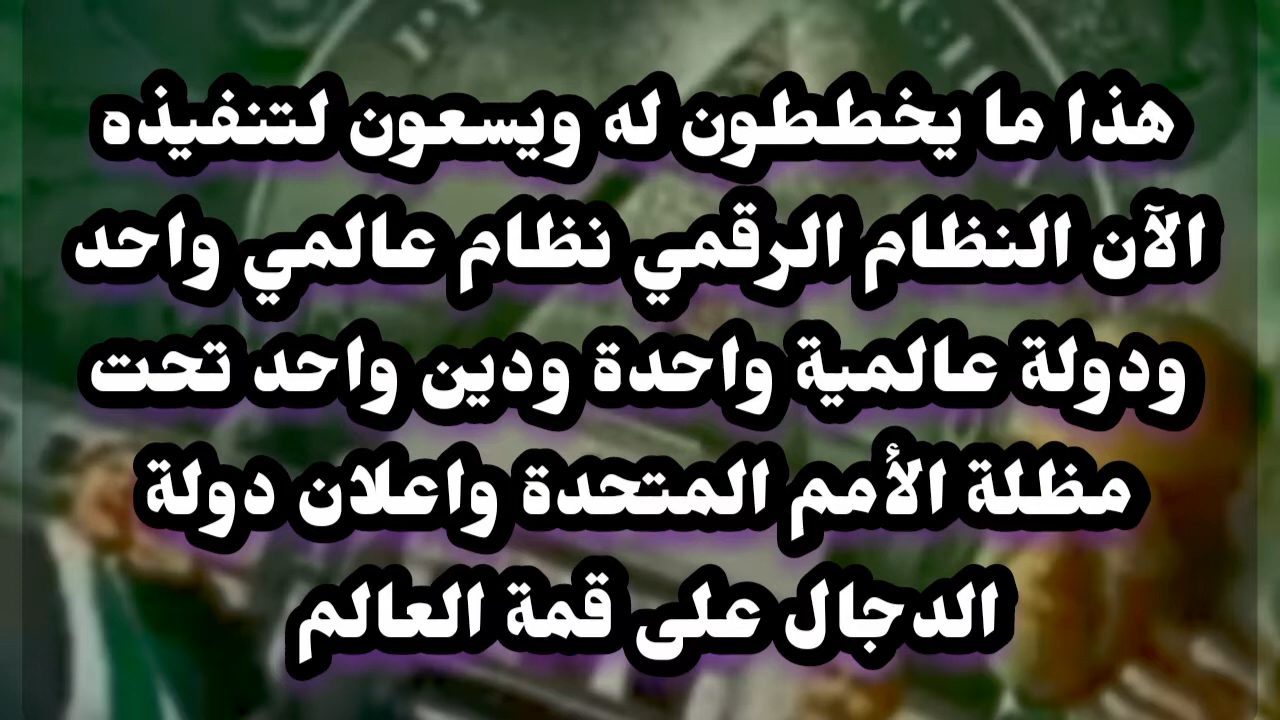 هذا ما يخططون له ويسعون لتنفيذه
الآن النظام الرقمي نظام عالمي واحد
ودولة عالمية واحدة ودين واحد تحت
مظلة الأمم المتحدة واعلان دولة
الدجال على قمة العالم